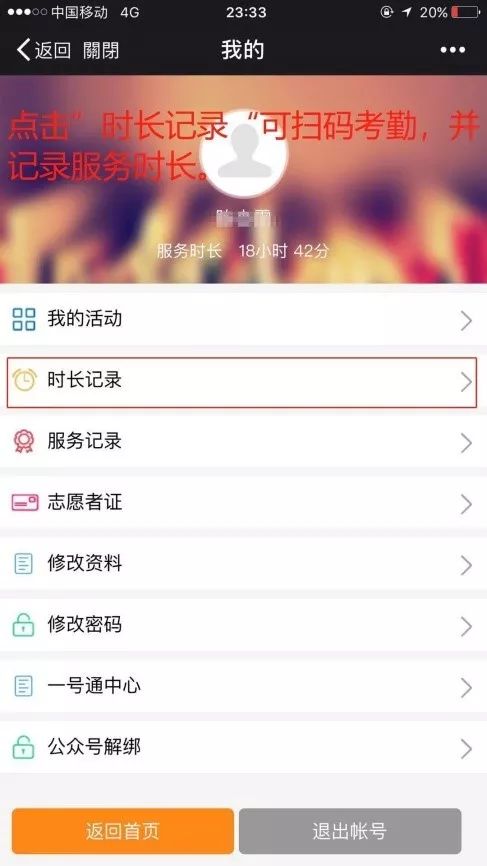 中国移动 4G 23:33 20%
返回 關閉 我的
点击”时长记录“可扫码考勤，并
记录服务时长。
服务时长 18小时 42分
我的活动
时长记录
服务记录
志愿者证
修改资料
修改密码
一号通中心
公众号解绑
返回首页 退出帐号